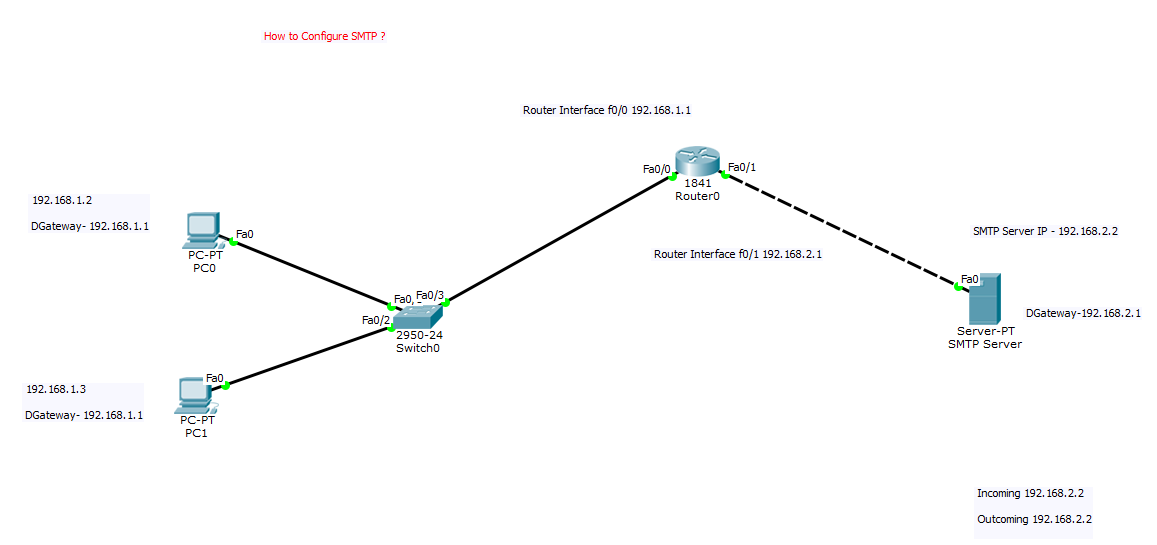 How to Configure SMTP ?
Router Interface f0/0 192.168.1.1
Fa0/0
Fa0/1
1841
Router0
192.168.1.2
DGateway- 192.168.1.1
Fa0
PC-PT
PC0
SMTP Server IP - 192.168.2.2
Router Interface f0/1 192.168.2.1
Fa0
Server-PT
SMTP Server
DGateway-192.168.2.1
Fa0/3
Fa0/2
2950-24
Switch0
Fa0
PC-PT
PC1
192.168.1.3
DGateway- 192.168.1.1
Incoming 192.168.2.2
Outcoming 192.168.2.2